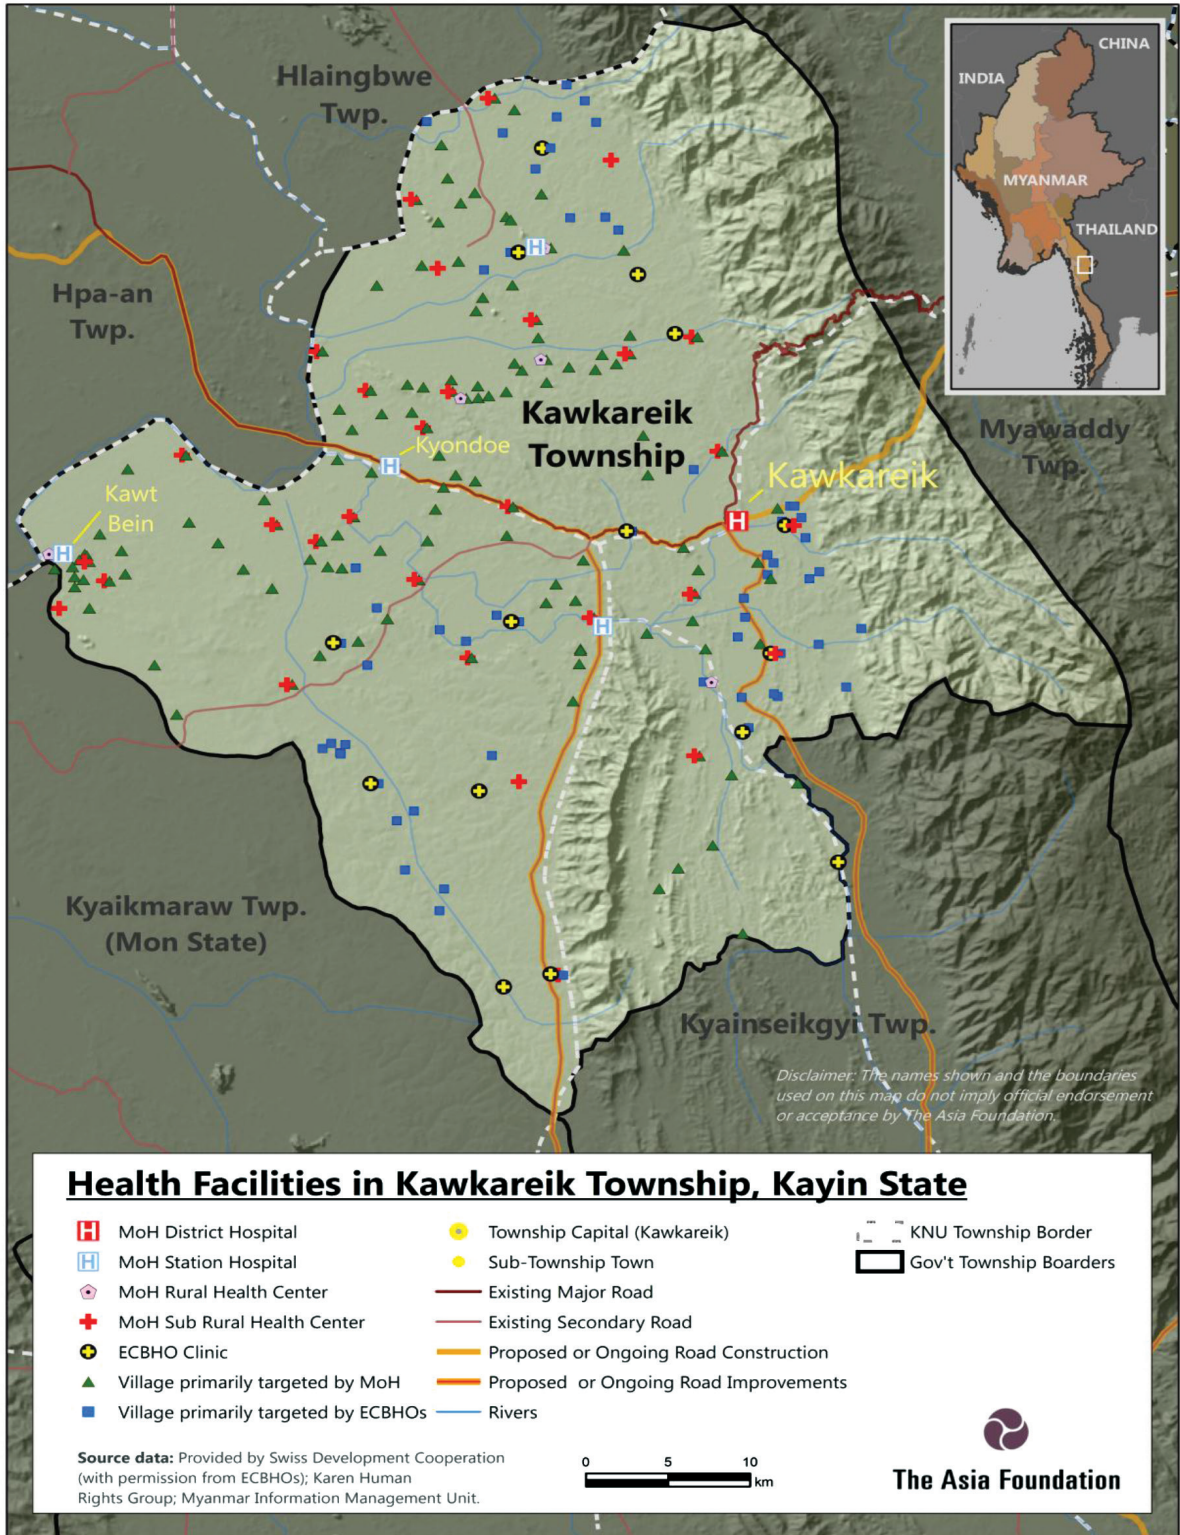 Hlaingbwe
Twp.
CHINA
INDIA
MYANMAR
THAILAND
Hpa-an
Twp.
Kawkareik
Township
Kyondoe
Myawaddy
Twp.
Kawkareik
Kawt
Bein
H
H
H
H
H
Kyaikmaraw Twp.
(Mon State)
Kyainseikgyi Twp.
Disclaimer: The names shown and the boundaries
used on this map do not imply official endorsement
or acceptance by The Asia Foundation.
Health Facilities in Kawkareik Township, Kayin State
H MoH District Hospital
H MoH Station Hospital
MoH Rural Health Center
MoH Sub Rural Health Center
ECBHO Clinic
Village primarily targeted by MoH
Village primarily targeted by ECBHOs
Township Capital (Kawkareik)
Sub-Township Town
Existing Major Road
Existing Secondary Road
Proposed or Ongoing Road Construction
Proposed or Ongoing Road Improvements
Rivers
KNU Township Border
Gov't Township Boarders
Source data: Provided by Swiss Development Cooperation
(with permission from ECBHOs); Karen Human
Rights Group; Myanmar Information Management Unit.
0 5 10
km
The Asia Foundation